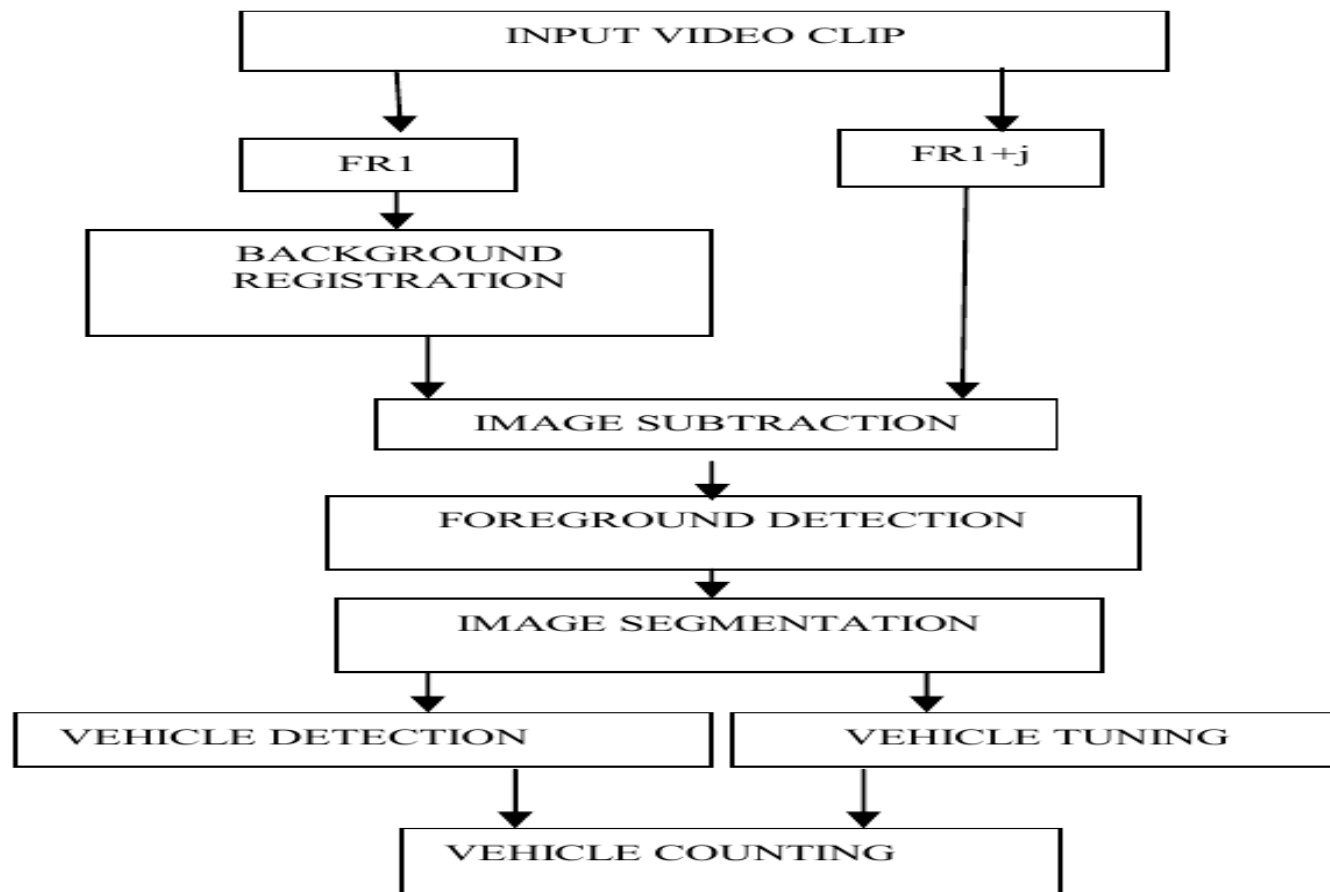 INPUT VIDEO CLIP
FR1
FR1+j
BACKGROUND
REGISTRATION
IMAGE SUBTRACTION
FOREGROUND DETECTION
IMAGE SEGMENTATION
VEHICLE DETECTION
VEHICLE TUNING
VEHICLE COUNTING